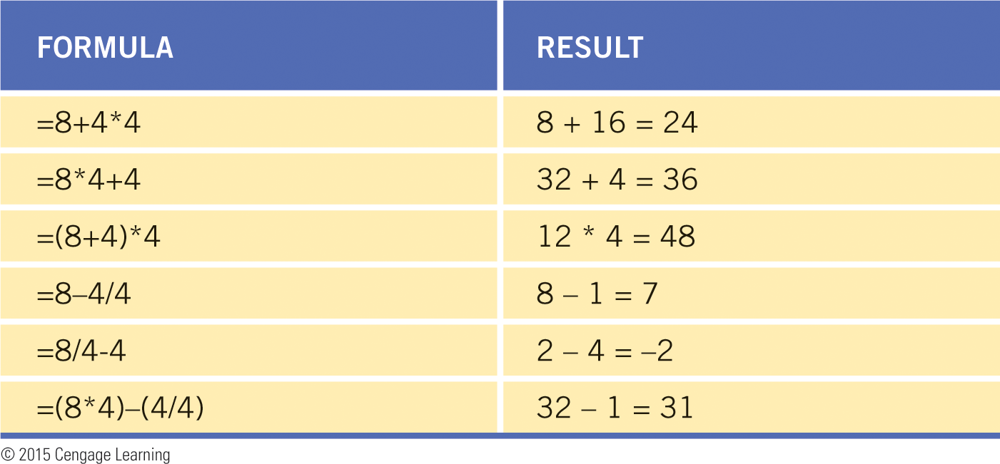 FORMULA RESULT
=8+4*4 8 + 16 = 24
=8*4+4 32 + 4 = 36
=(8+4)*4 12 * 4 = 48
=8–4/4 8 – 1 = 7
=8/4-4 2 – 4 = –2
=(8*4)–(4/4) 32 – 1 = 31
© 2015 Cengage Learning